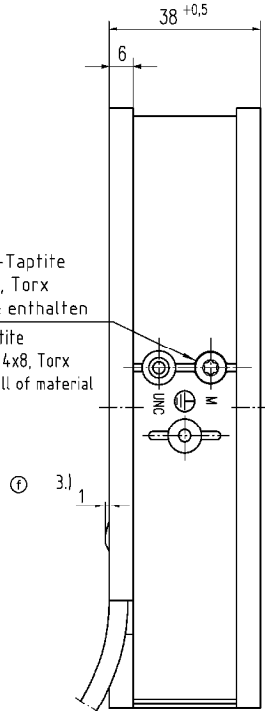 38 +0,5
6
-Taptite
, Torx
enthalten
tite
4x8, Torx
ll of material
UNC
M
f 3.)
1